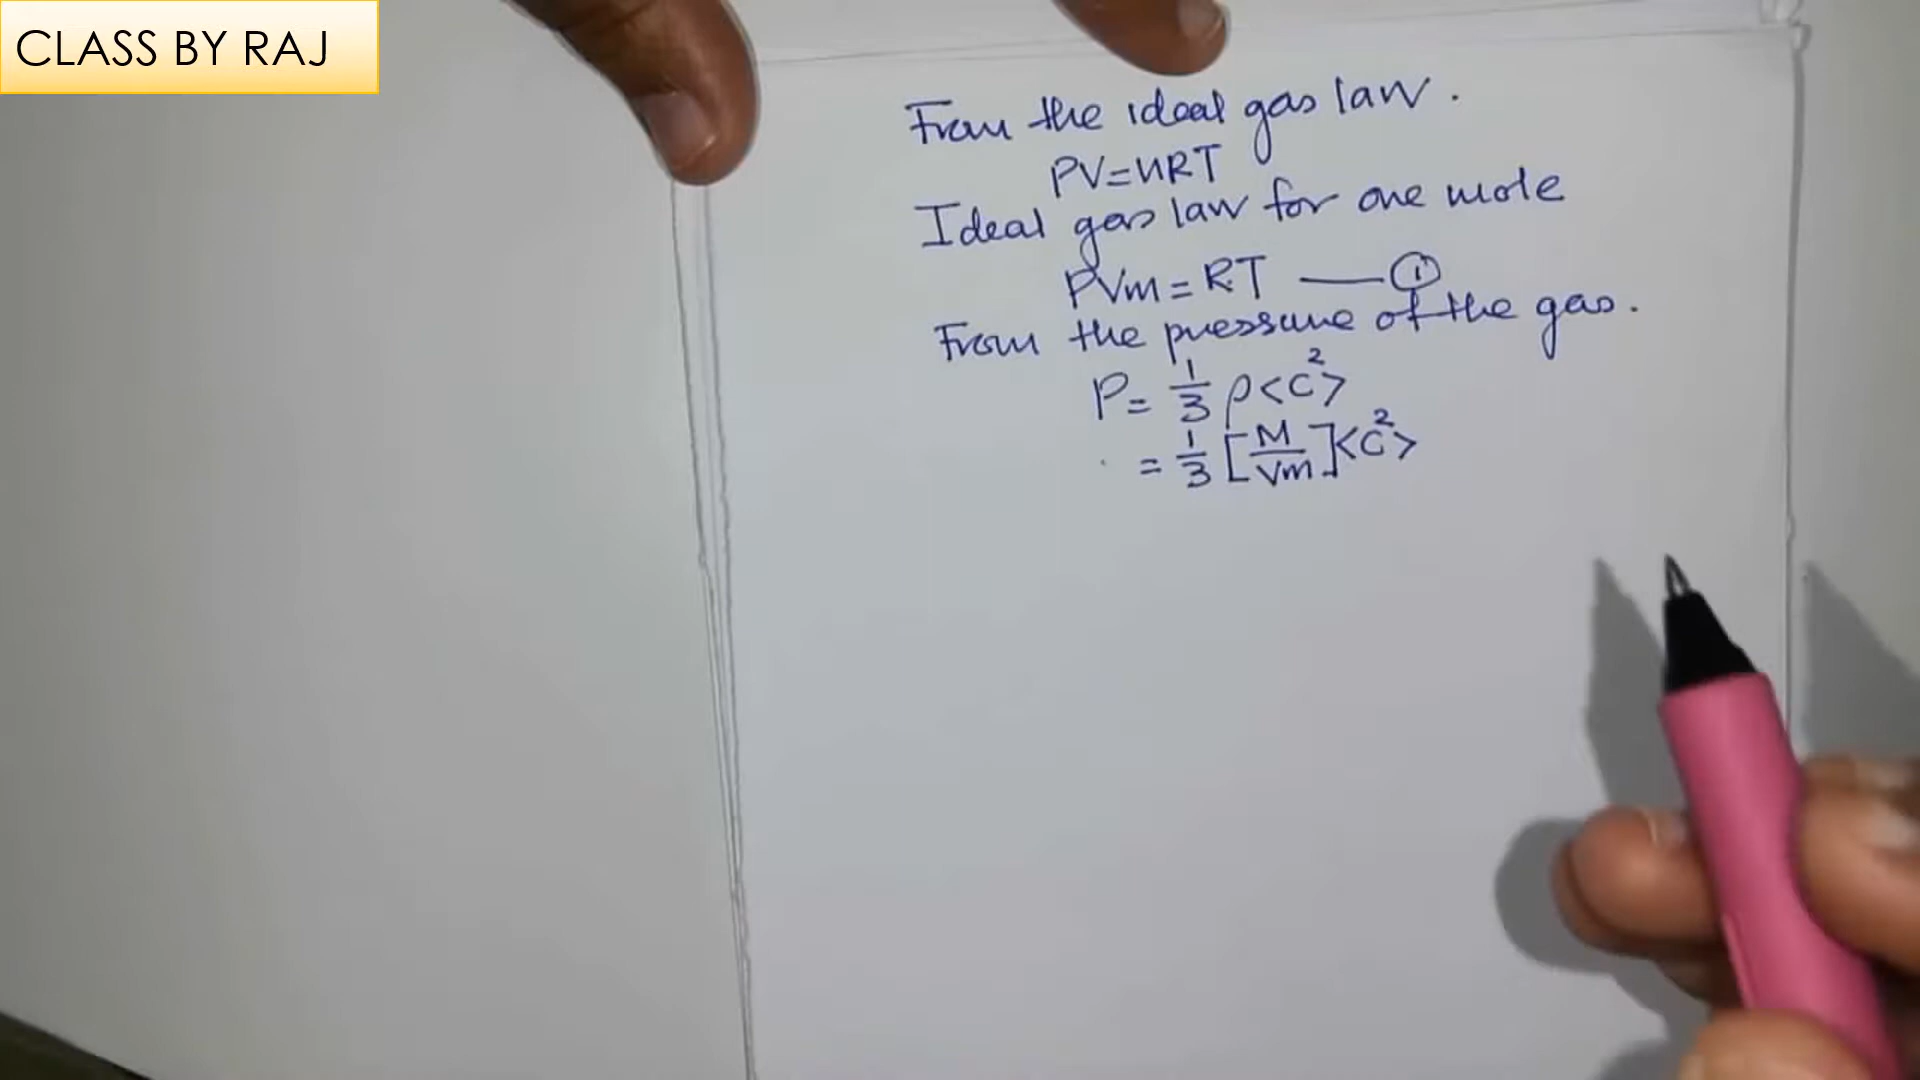 CLASS BY RAJ
From the ideal gas law.
PV=nRT
Ideal gas law for one mole
PVm=RT —— ①
From the pressure of the gas.
P= 1/3 ρ<c²>
= 1/3 [M/Vm]<c²>